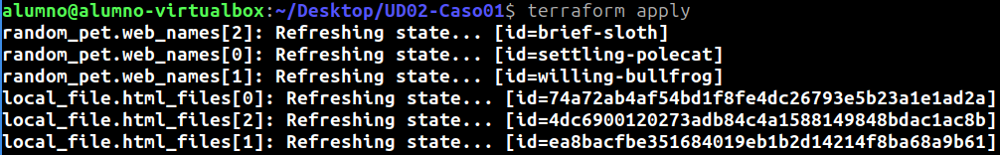 alumno@alumno-virtualbox:~/Desktop/UD02-Caso01$ terraform apply
random_pet.web_names[2]: Refreshing state... [id=brief-sloth]
random_pet.web_names[0]: Refreshing state... [id=settling-polecat]
random_pet.web_names[1]: Refreshing state... [id=willing-bullfrog]
local_file.html_files[0]: Refreshing state... [id=74a72ab4af54bd1f8fe4dc26793e5b23a1e1ad2a]
local_file.html_files[2]: Refreshing state... [id=4dc6900120273adb84c4a1588149848bdac1ac8b]
local_file.html_files[1]: Refreshing state... [id=ea8bacfbe351684019eb1b2d14214f8ba68a9b61]